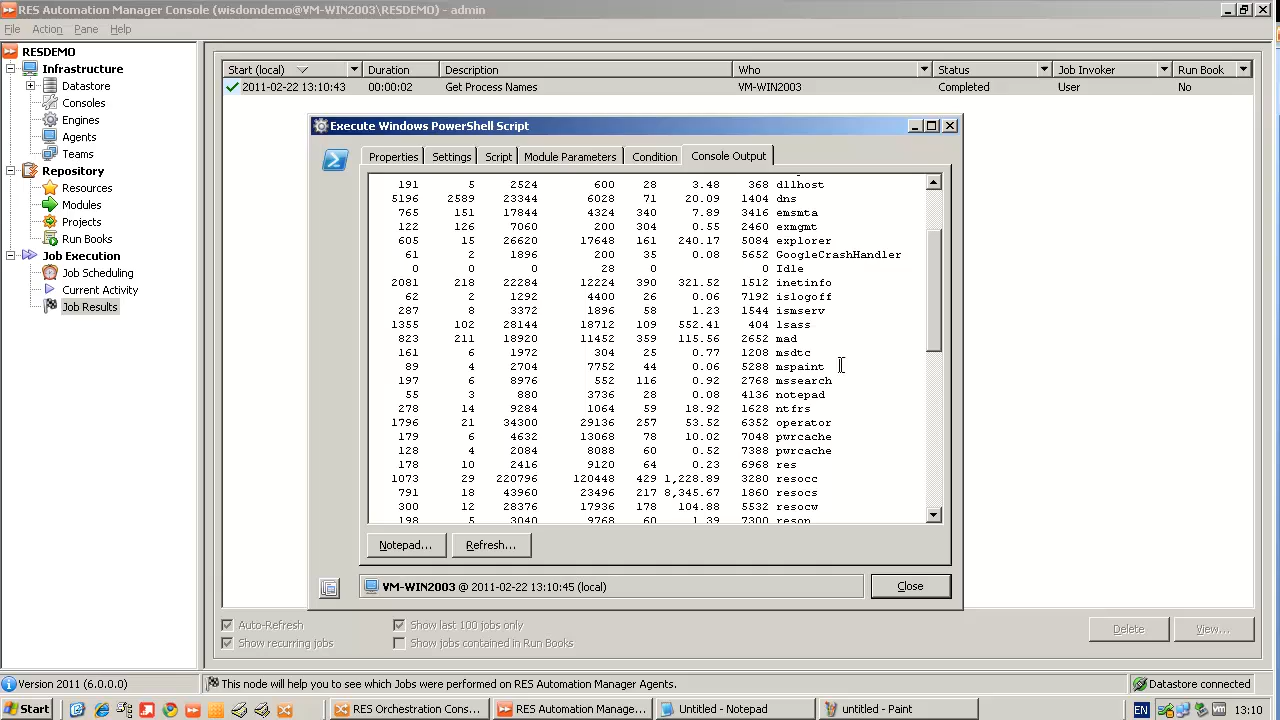 RES Automation Manager Console (wisdomdemo@VM-WIN2003\RESDEMO) - admin
File Action Pane Help
RESDEMO
Infrastructure
Datastore
Consoles
Engines
Agents
Teams
Repository
Resources
Modules
Projects
Run Books
Job Execution
Job Scheduling
Current Activity
Job Results
Start (local) Duration Description Who Status Job Invoker Run Book
2011-02-22 13:10:43 00:00:02 Get Process Names VM-WIN2003 Completed User No
Execute Windows PowerShell Script
Properties Settings Script Module Parameters Condition Console Output
191 5 2524 600 28 3.48 368 dllhost
5196 2589 23344 6028 71 20.09 1404 dns
765 151 17844 4324 340 7.39 3416 emsmta
122 126 7060 200 304 0.55 460 exmgmt
605 15 26620 17648 161 240.17 5084 explorer
61 2 1896 200 35 0.08 5652 GoogleCrashHandler
0 0 0 28 0 0 Idle
2081 218 22284 12224 390 321.52 1512 inetinfo
62 2 1292 4400 26 0.06 7192 islogoff
287 8 3372 1896 58 1.23 1544 ismserv
1355 102 28144 18712 109 552.41 404 lsass
823 211 18920 11452 359 115.56 2652 mad
161 6 1972 304 25 0.77 1208 msdtc
89 4 2704 7752 44 0.06 5288 mspaint
197 6 8976 552 116 0.92 2768 mssearch
55 3 880 3736 28 0.08 4136 notepad
278 14 9284 1064 59 18.92 1628 ntfrs
1796 21 34300 29136 257 53.52 6352 operator
179 6 4632 13068 78 10.02 7048 pwrcache
128 4 2084 8088 60 0.52 7388 pwrcache
178 10 2416 9120 64 0.23 6968 res
1073 29 220796 120448 429 1,228.89 3280 resocc
791 18 43960 23496 217 8,345.67 1860 resocs
300 12 28376 17936 178 104.88 5532 resocw
198 5 3040 9768 60 1.39 7300 resop
Notepad... Refresh...
VM-WIN2003 @ 2011-02-22 13:10:45 (local) Close
Auto-Refresh Show last 100 jobs only
Show recurring jobs Show jobs contained in Run Books
Delete View...
Version 2011 (6.0.0.0) This node will help you to see which Jobs were performed on RES Automation Manager Agents. Datastore connected
Start RES Orchestration Cons... RES Automation Manage... Untitled - Notepad untitled - Paint EN 13:10